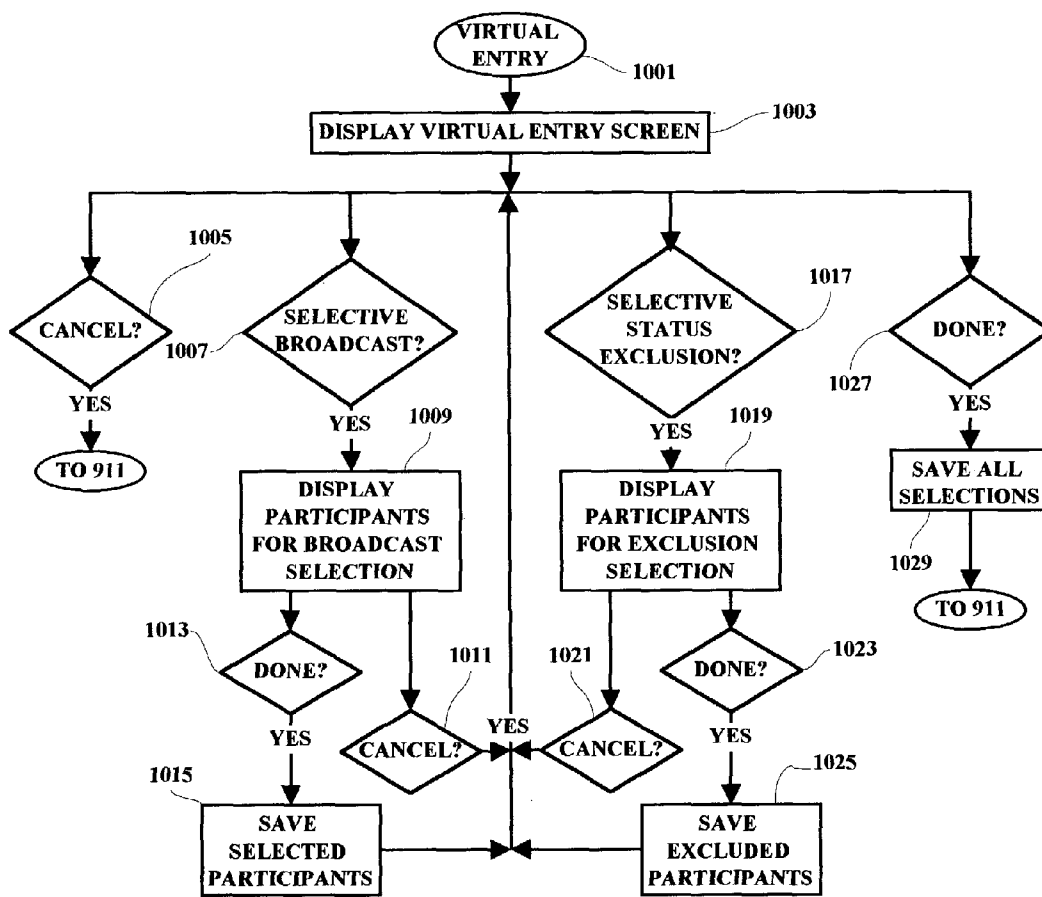 VIRTUAL
ENTRY
1001
1003
DISPLAY VIRTUAL ENTRY SCREEN
1005
CANCEL?
YES
TO 911
1007
SELECTIVE
BROADCAST?
YES
1009
DISPLAY
PARTICIPANTS
FOR BROADCAST
SELECTION
1013
DONE?
YES
1011
CANCEL?
YES
1015
SAVE
SELECTED
PARTICIPANTS
1017
SELECTIVE
STATUS
EXCLUSION?
YES
1019
DISPLAY
PARTICIPANTS
FOR EXCLUSION
SELECTION
1021
CANCEL?
1023
DONE?
YES
1025
SAVE
EXCLUDED
PARTICIPANTS
DONE?
1027
YES
SAVE ALL
SELECTIONS
1029
TO 911